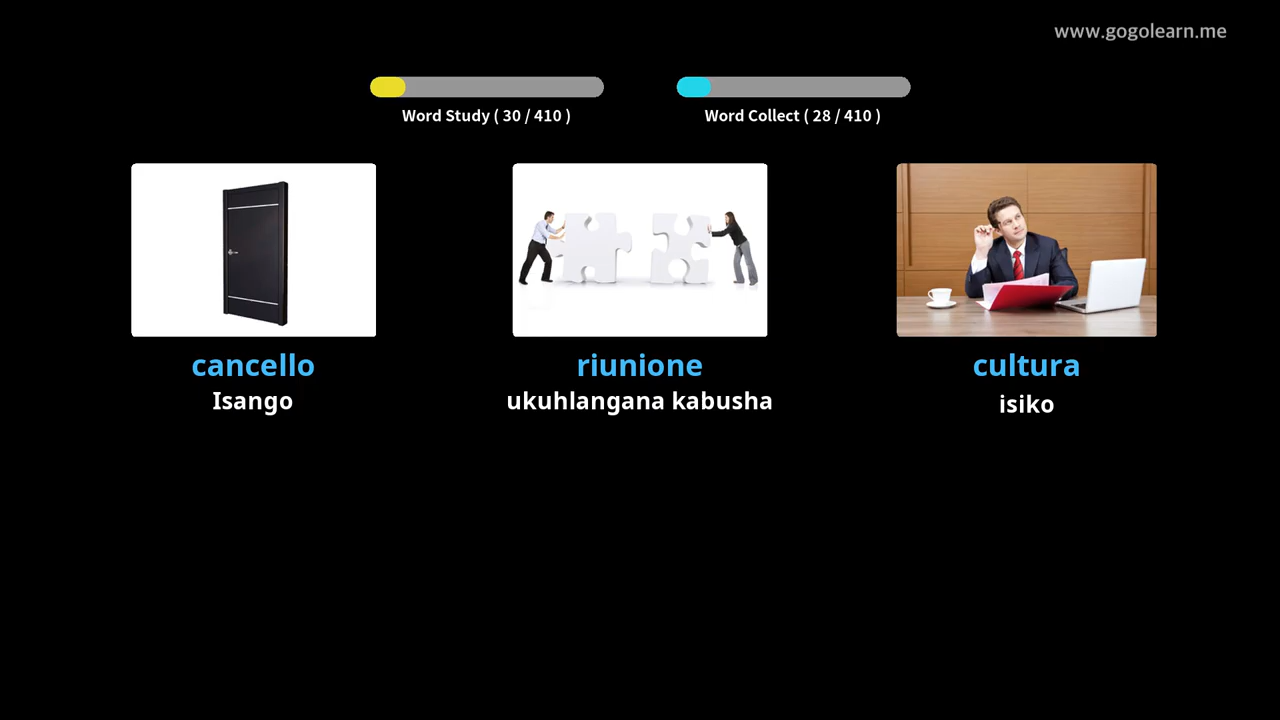 www.gogolearn.me
Word Study ( 30 / 410 )
Word Collect ( 28 / 410 )
cancello
Isango
riunione
ukuhlangana kabusha
cultura
isiko